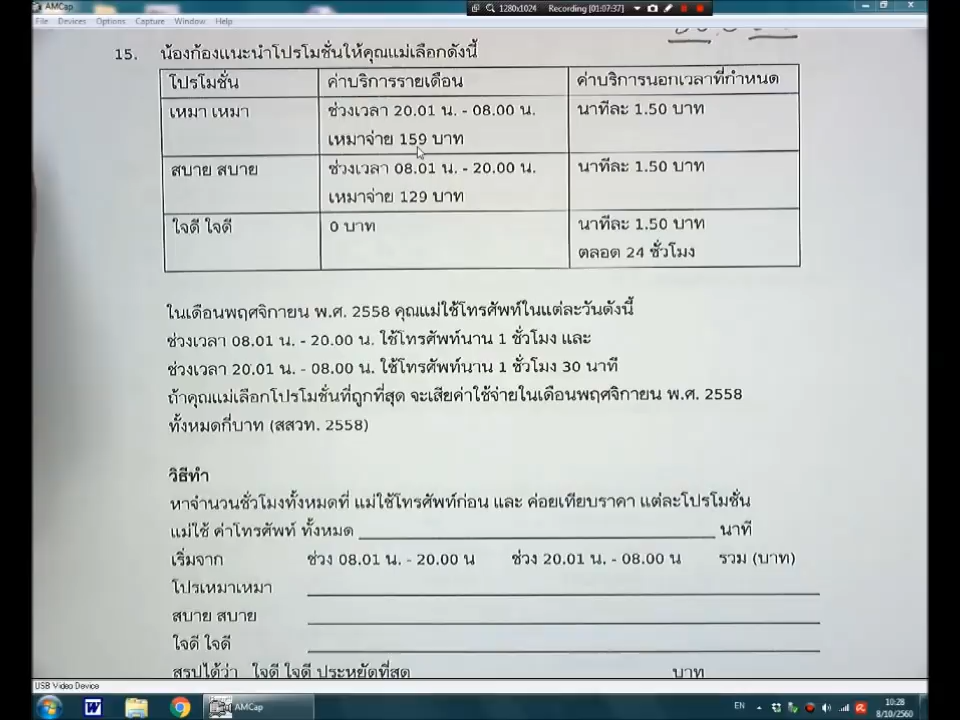 AMCap
1280x1024 Recording [01:07:37]
File Devices Options Capture Window Help
15. น้องก้องแนะนำโปรโมชั่นให้คุณแม่เลือกดังนี้
โปรโมชั่น ค่าบริการรายเดือน ค่าบริการนอกเวลาที่กำหนด
เหมา เหมา ช่วงเวลา 20.01 น. - 08.00 น. นาทีละ 1.50 บาท
เหมาจ่าย 159 บาท
สบาย สบาย ช่วงเวลา 08.01 น. - 20.00 น. นาทีละ 1.50 บาท
เหมาจ่าย 129 บาท
ใจดี ใจดี 0 บาท นาทีละ 1.50 บาท
ตลอด 24 ชั่วโมง
ในเดือนพฤศจิกายน พ.ศ. 2558 คุณแม่ใช้โทรศัพท์ในแต่ละวันดังนี้
ช่วงเวลา 08.01 น. - 20.00 น. ใช้โทรศัพท์นาน 1 ชั่วโมง และ
ช่วงเวลา 20.01 น. - 08.00 น. ใช้โทรศัพท์นาน 1 ชั่วโมง 30 นาที
ถ้าคุณแม่เลือกโปรโมชั่นที่ถูกที่สุด จะเสียค่าใช้จ่ายในเดือนพฤศจิกายน พ.ศ. 2558
ทั้งหมดกี่บาท (สสวท. 2558)
วิธีทำ
หาจำนวนชั่วโมงทั้งหมดที่ แม่ใช้โทรศัพท์ก่อน และ ค่อยเทียบราคา แต่ละโปรโมชั่น
แม่ใช้ ค่าโทรศัพท์ ทั้งหมด นาที
เริ่มจาก ช่วง 08.01 น. - 20.00 น ช่วง 20.01 น. - 08.00 น รวม (บาท)
โปรเหมาเหมา
สบาย สบาย
ใจดี ใจดี
สรุปได้ว่า ใจดี ใจดี ประหยัดที่สุด บาท
USB Video Device
AMCap EN 10:28
8/10/2560